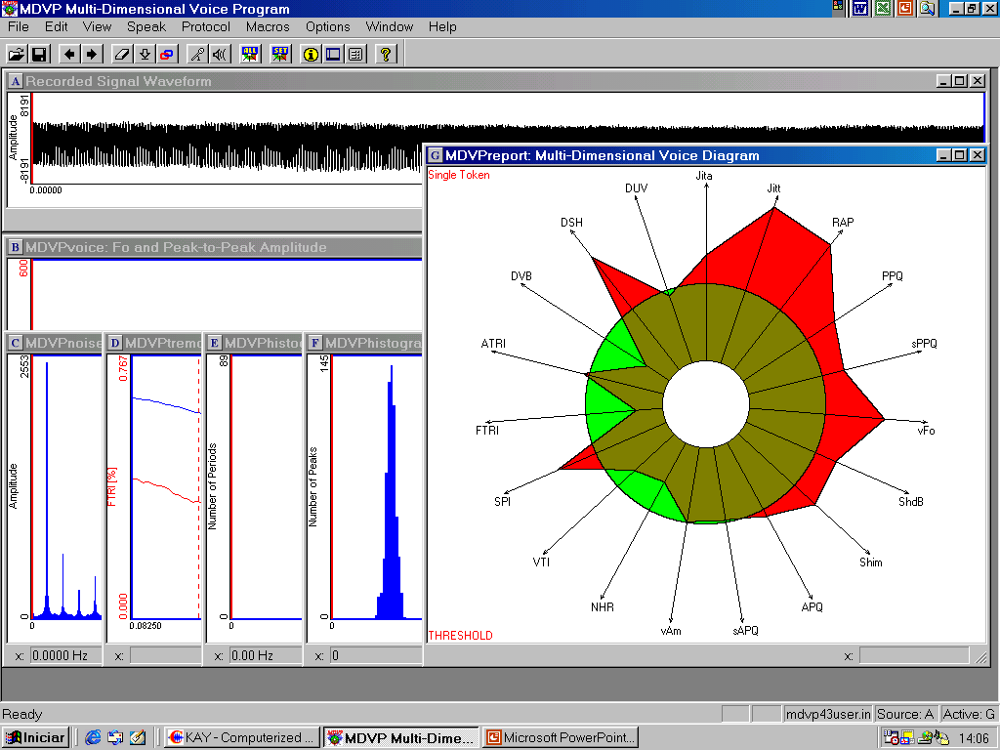 MDVP Multi-Dimensional Voice Program
File Edit View Speak Protocol Macros Options Window Help
ALL SET
A Recorded Signal Waveform
8191
Amplitude
-8191
0.00000
B MDVPvoice: Fo and Peak-to-Peak Amplitude
600
C MDVPnoise
2553
Amplitude
0
0
x: 0.0000 Hz
D MDVPtremo
0.767
FTRI [%]
0.000
0.08250
x:
E MDVPhisto
89
Number of Periods
0
0
x: 0.00 Hz
F MDVPhistogra
145
Number of Peaks
0
0
x: 0
G MDVPreport: Multi-Dimensional Voice Diagram
Single Token
Jita
Jitt
RAP
PPQ
sPPQ
vFo
ShdB
Shim
APQ
sAPQ
vAm
NHR
VTI
SPI
FTRI
ATRI
DVB
DSH
DUV
THRESHOLD
x:
Ready mdvp43user.in Source: A Active: G
Iniciar KAY - Computerized ... MDVP Multi-Dime... Microsoft PowerPoint... 14:06